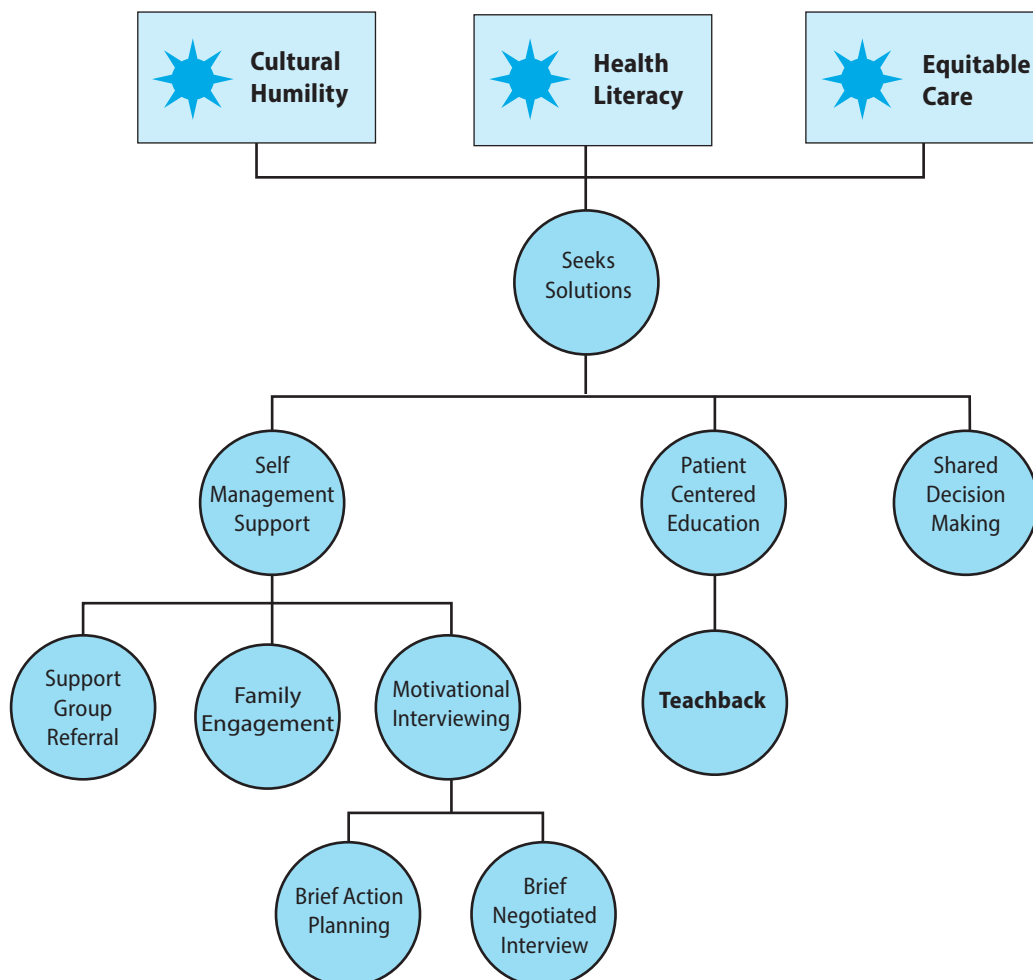 Cultural
Humility
Health
Literacy
Equitable
Care
Seeks
Solutions
Self
Management
Support
Patient
Centered
Education
Shared
Decision
Making
Support
Group
Referral
Family
Engagement
Motivational
Interviewing
Teachback
Brief Action
Planning
Brief
Negotiated
Interview